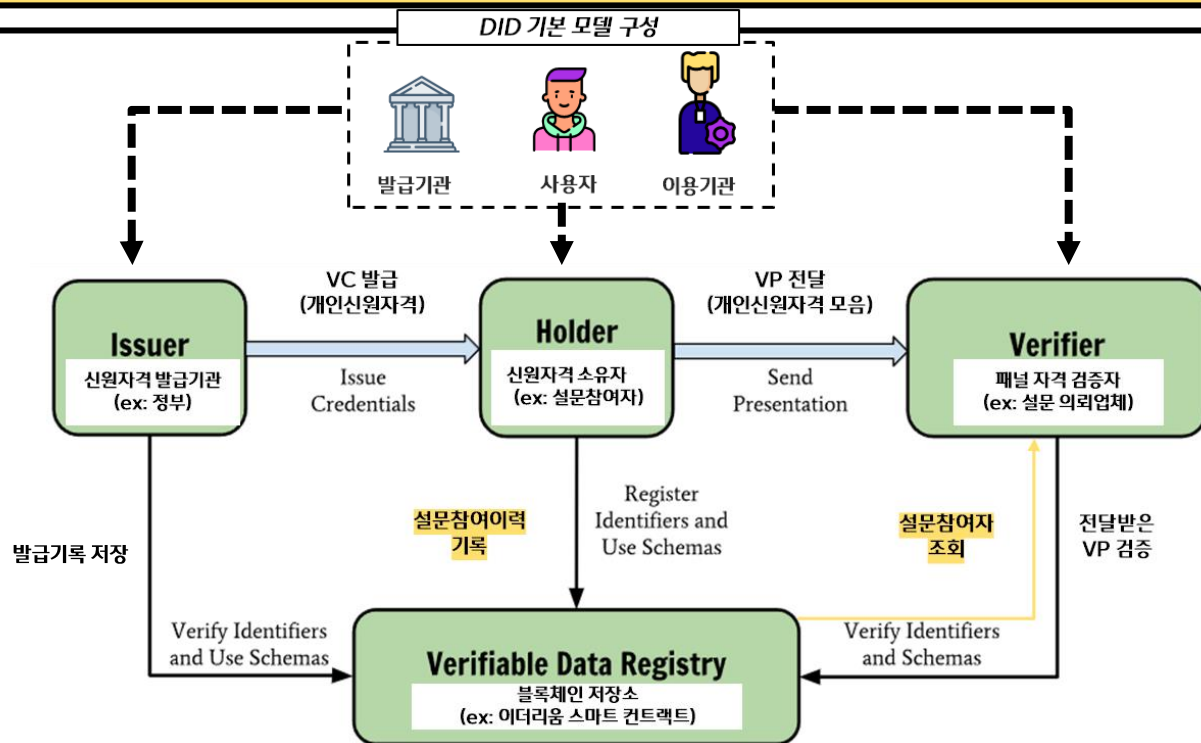 DID 기본 모델 구성
발급기관
사용자
이용기관
VC 발급
(개인신원자격)
VP 전달
(개인신원자격 모음)
Issuer
신원자격 발급기관
(ex: 정부)
Issue
Credentials
Holder
신원자격 소유자
(ex: 설문참여자)
Send
Presentation
Verifier
패널 자격 검증자
(ex: 설문 의뢰업체)
발급기록 저장
설문참여이력
기록
Register
Identifiers and
Use Schemas
설문참여자
조회
전달받은
VP 검증
Verify Identifiers
and Use Schemas
Verify Identifiers
and Schemas
Verifiable Data Registry
블록체인 저장소
(ex: 이더리움 스마트 컨트랙트)